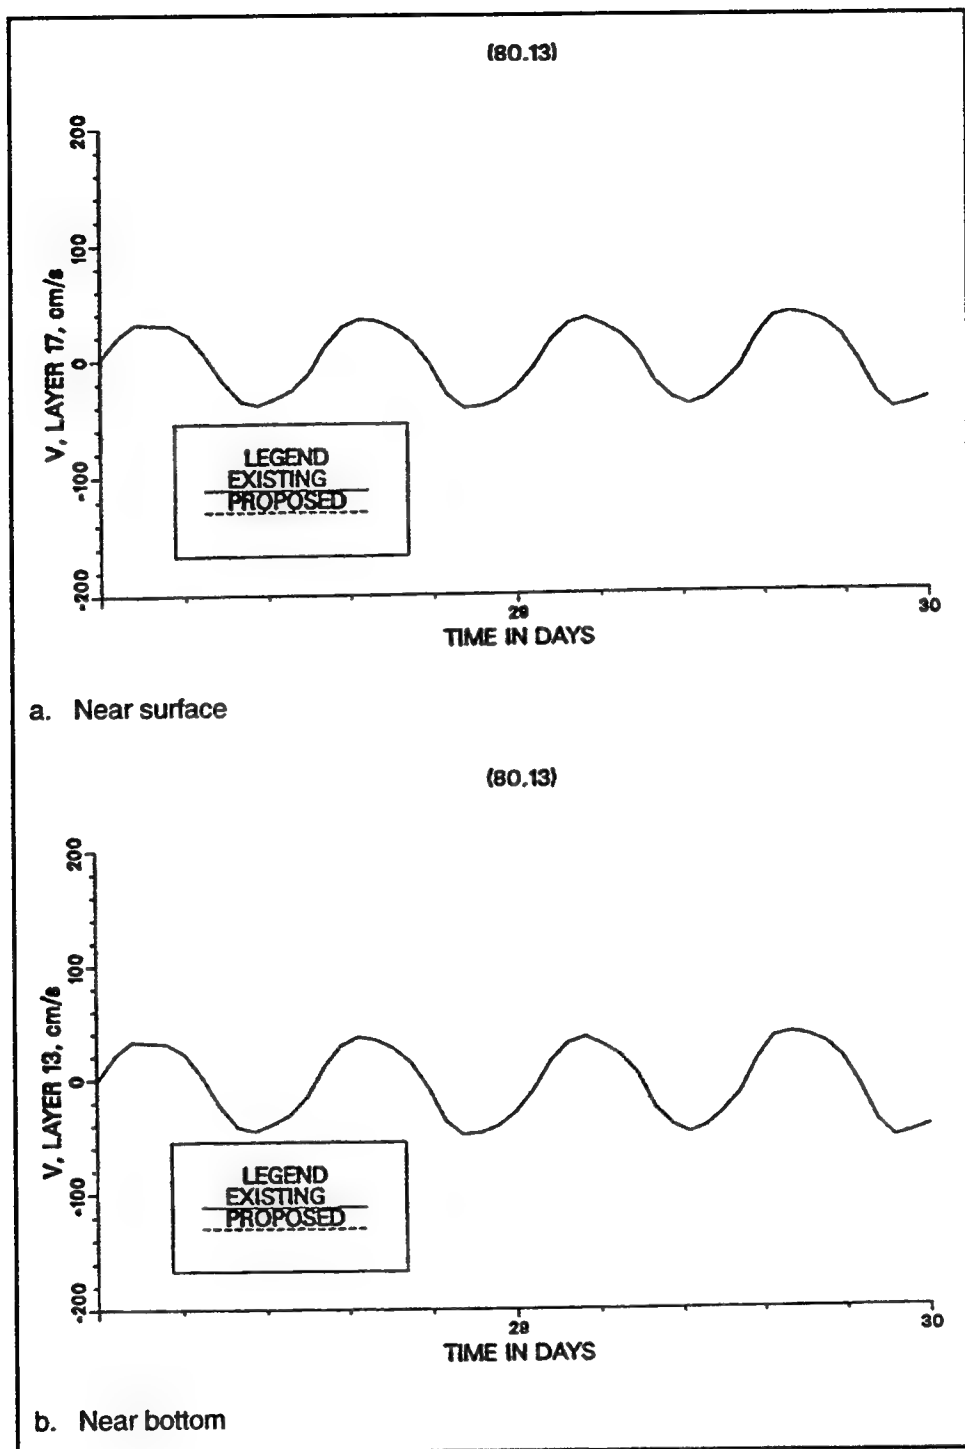 (80,13)
200
100
0
-100
-200
V, LAYER 17, cm/s
LEGEND
EXISTING
PROPOSED
29
30
TIME IN DAYS
a. Near surface
(80,13)
200
100
0
-100
-200
V, LAYER 13, cm/s
LEGEND
EXISTING
PROPOSED
29
30
TIME IN DAYS
b. Near bottom